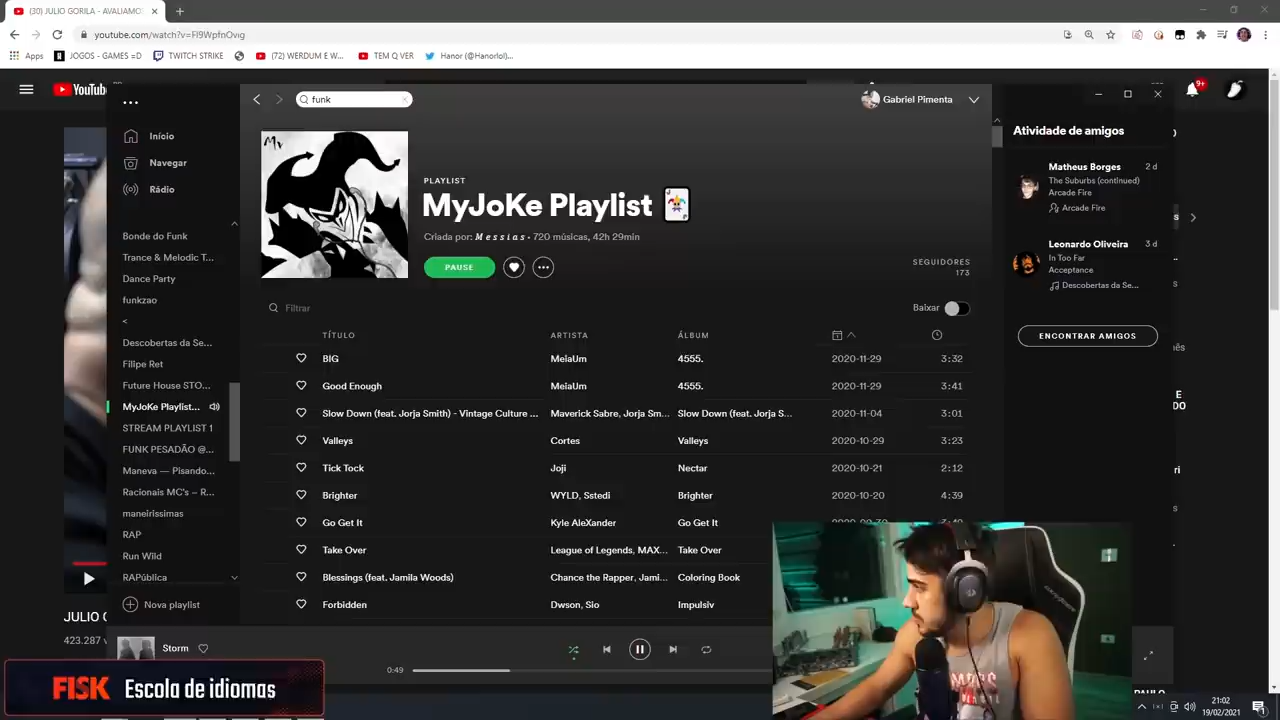 (30) JULIO GORILA - AVALIAMO
youtube.com/watch?v=FI9WpfnOvig
Apps
JOGOS - GAMES =D
TWITCH STRIKE
(72) WERDUM E W...
TEM Q VER
Hanor (@Hanorlol)...
YouTube
9+
funk
Gabriel Pimenta
Início
Navegar
Rádio
Bonde do Funk
Trance & Melodic T...
Dance Party
funkzao
<
Descobertas da Se...
Filipe Ret
Future House STO...
MyJoKe Playlist...
STREAM PLAYLIST 1
FUNK PESADÃO @...
Maneva — Pisando...
Racionais MC's – R...
maneirissimas
RAP
Run Wild
RAPública
Nova playlist
PLAYLIST
MyJoKe Playlist
Criada por: Messias • 720 músicas, 42h 29min
PAUSE
SEGUIDORES
173
Filtrar
Baixar
TÍTULO ARTISTA ÁLBUM
BIG MeiaUm 4555. 2020-11-29 3:32
Good Enough MeiaUm 4555. 2020-11-29 3:41
Slow Down (feat. Jorja Smith) - Vintage Culture ... Maverick Sabre, Jorja Sm... Slow Down (feat. Jorja S... 2020-11-04 3:01
Valleys Cortes Valleys 2020-10-29 3:23
Tick Tock Joji Nectar 2020-10-21 2:12
Brighter WYLD, Sstedi Brighter 2020-10-20 4:39
Go Get It Kyle AleXander Go Get It
Take Over League of Legends, MAX... Take Over
Blessings (feat. Jamila Woods) Chance the Rapper, Jami... Coloring Book
Forbidden Dwson, Sio Impulsiv
Atividade de amigos
Matheus Borges 2 d
The Suburbs (continued)
Arcade Fire
Arcade Fire
Leonardo Oliveira 3 d
In Too Far
Acceptance
Descobertas da Se...
ENCONTRAR AMIGOS
JULIO
423.287
Storm
0:49
FISK Escola de idiomas
21:02
19/02/2021